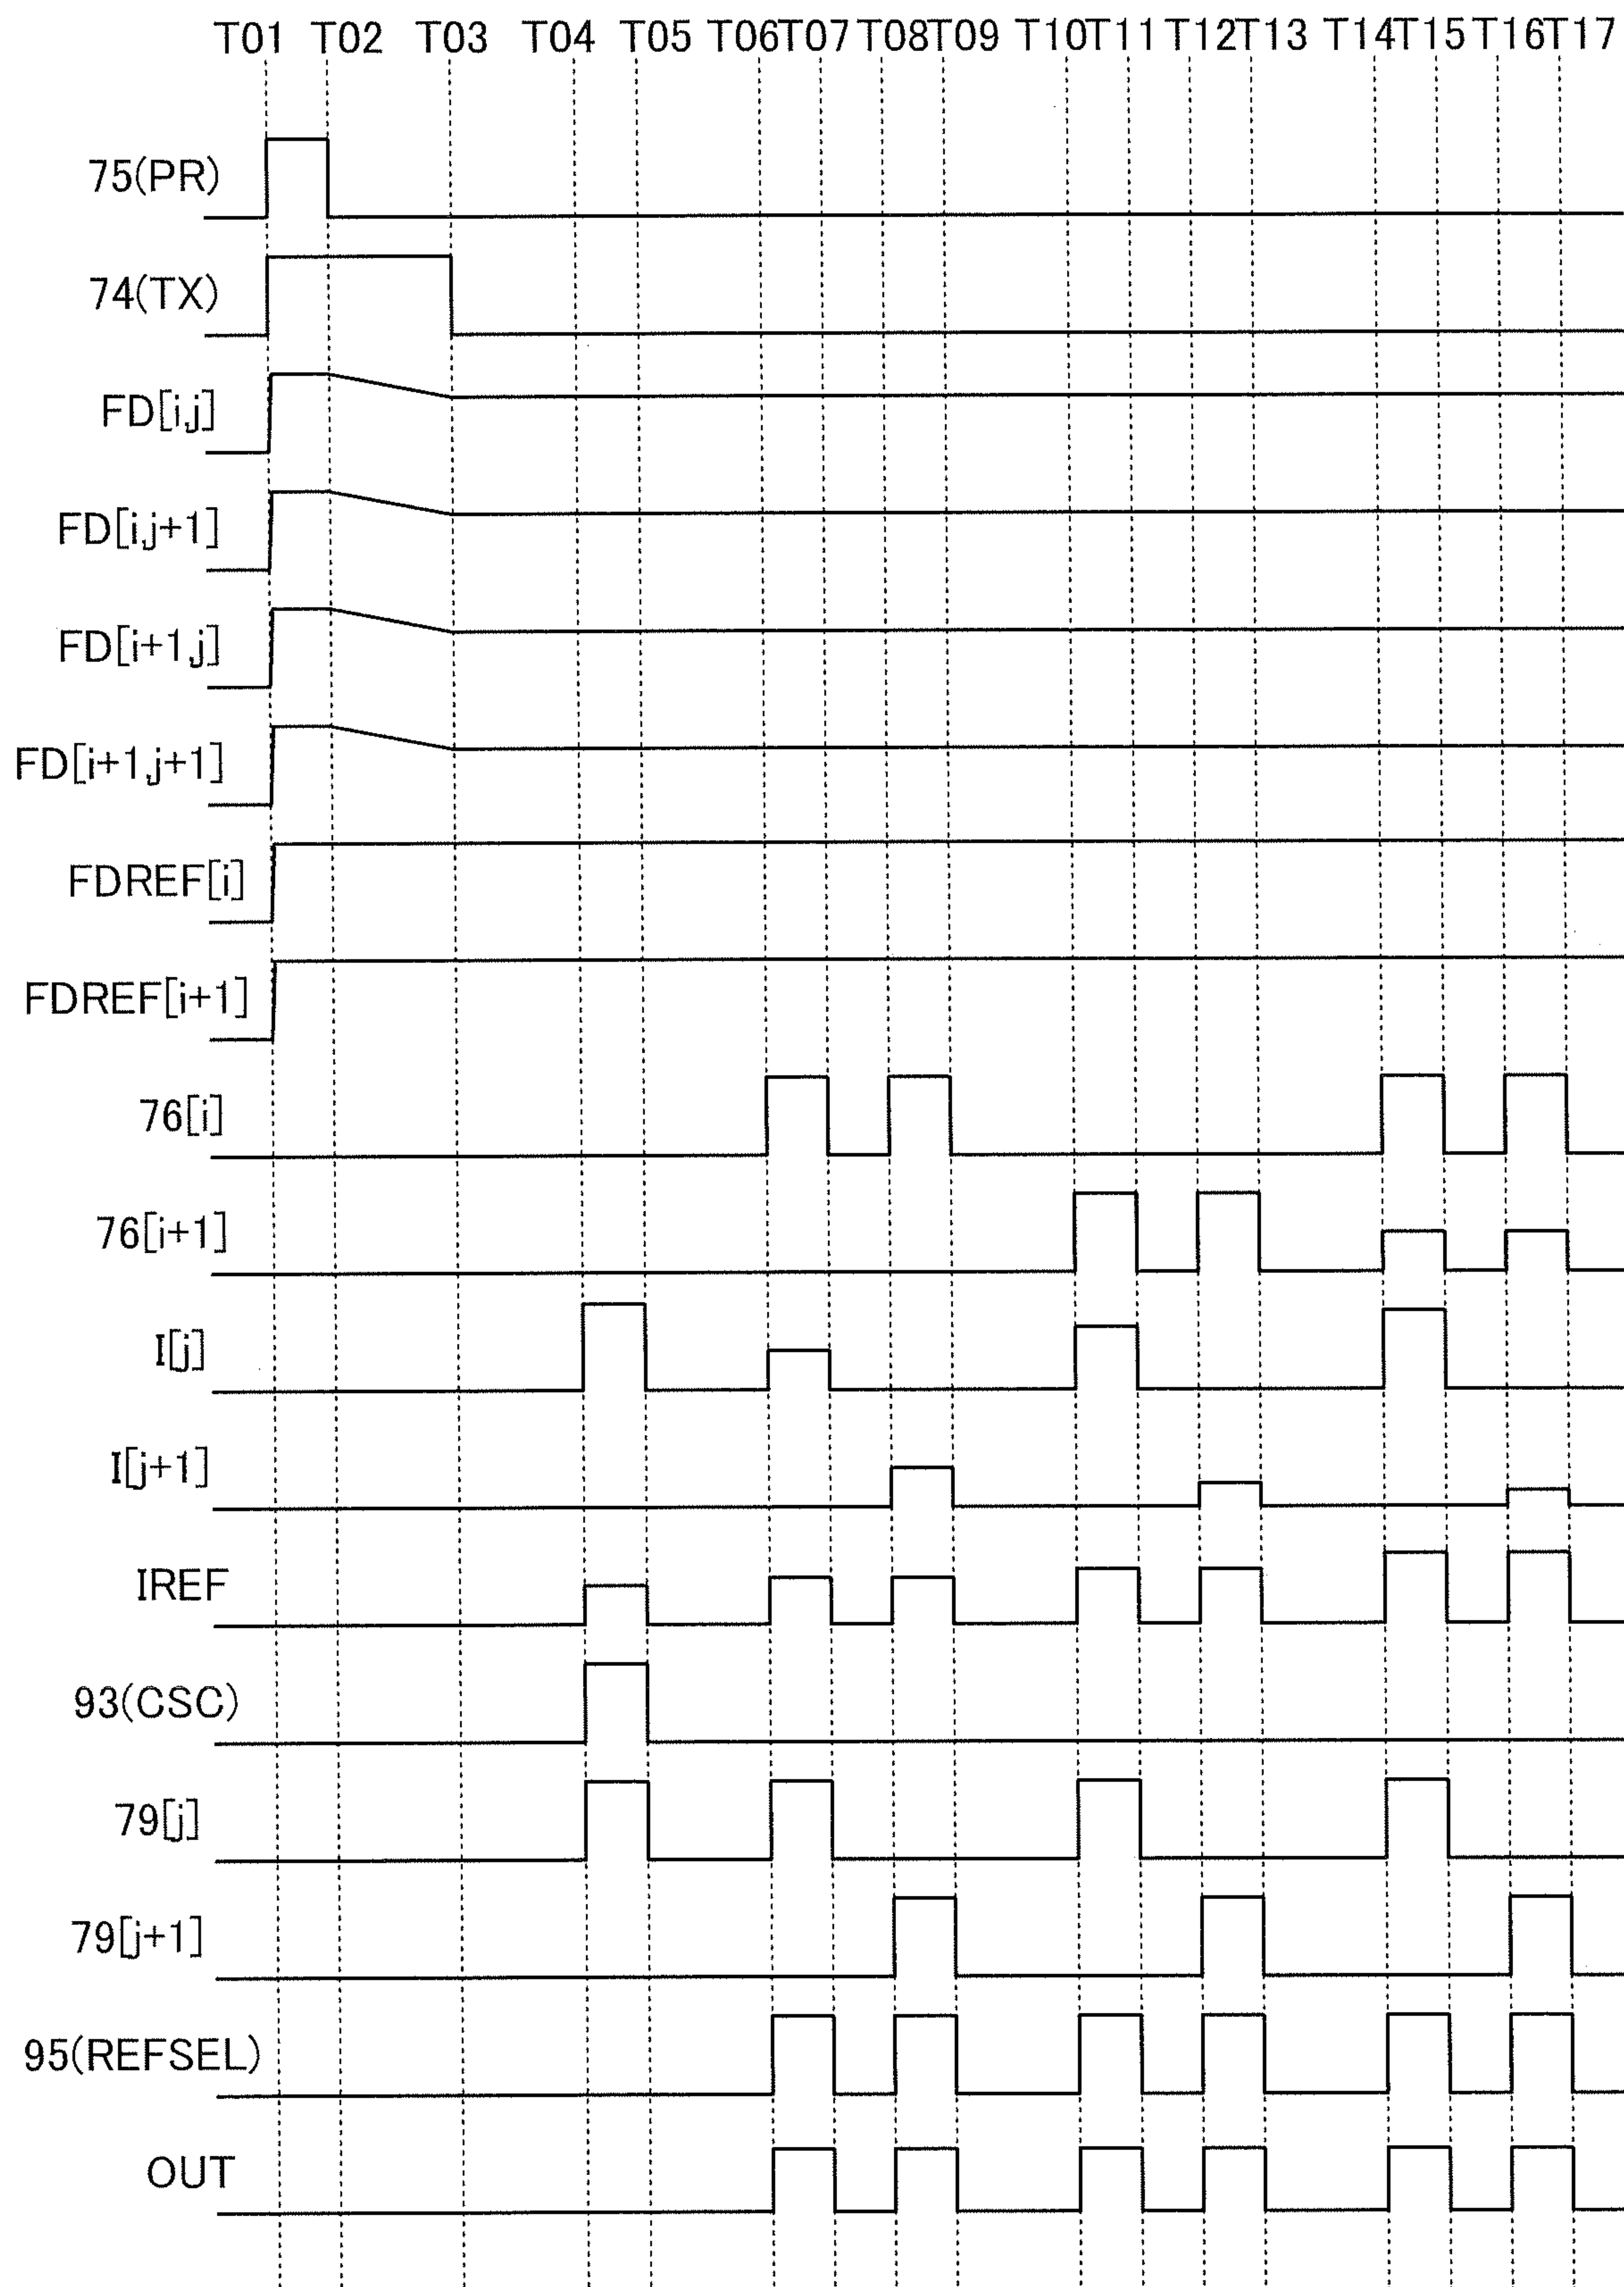 T01 T02 T03 T04 T05 T06T07 T08T09 T10T11 T12T13 T14T15 T16T17
75(PR)
74(TX)
FD[i,j]
FD[i,j+1]
FD[i+1,j]
FD[i+1,j+1]
FDREF[i]
FDREF[i+1]
76[i]
76[i+1]
I[j]
I[j+1]
IREF
93(CSC)
79[j]
79[j+1]
95(REFSEL)
OUT